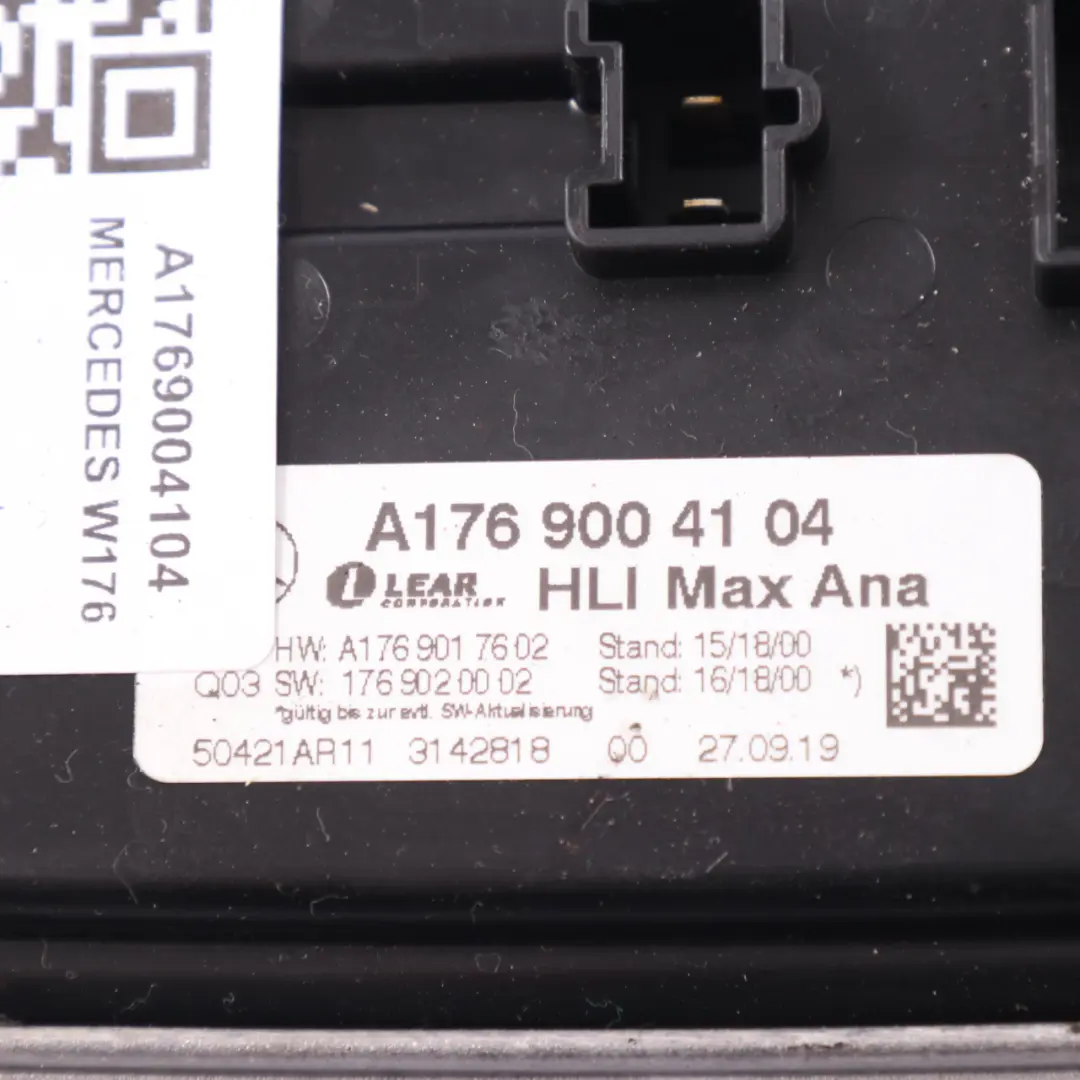 A1769004104
MERCEDES W176
A176 900 41 04
LEAR CORPORATION HLI Max Ana
HW: A176 901 76 02 Stand: 15/18/00
Q03 SW: 176 902 00 02 Stand: 16/18/00 *)
*gültig bis zur evtl. SW-Aktualisierung
50421AR11 3142818 Q0 27.09.19